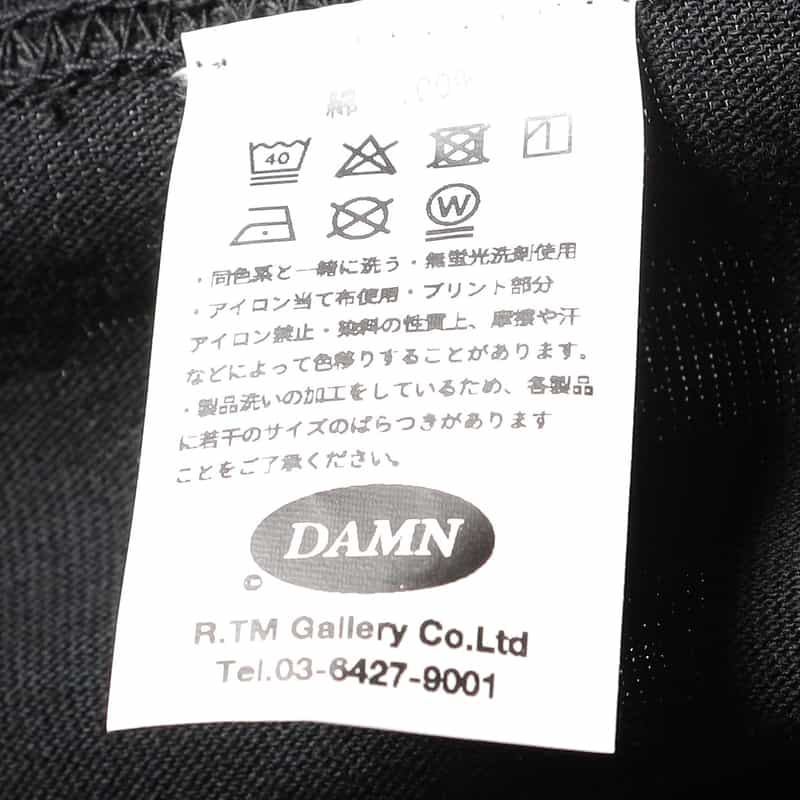 綿 100%
40
W
・同色系と一緒に洗う・無蛍光洗剤使用
・アイロン当て布使用・プリント部分
アイロン禁止・染料の性質上、摩擦や汗
などによって色移りすることがあります。
・製品洗いの加工をしているため、各製品
に若干のサイズのばらつきがあります
ことをご了承ください。
DAMN
R.TM Gallery Co.Ltd
Tel.03-6427-9001